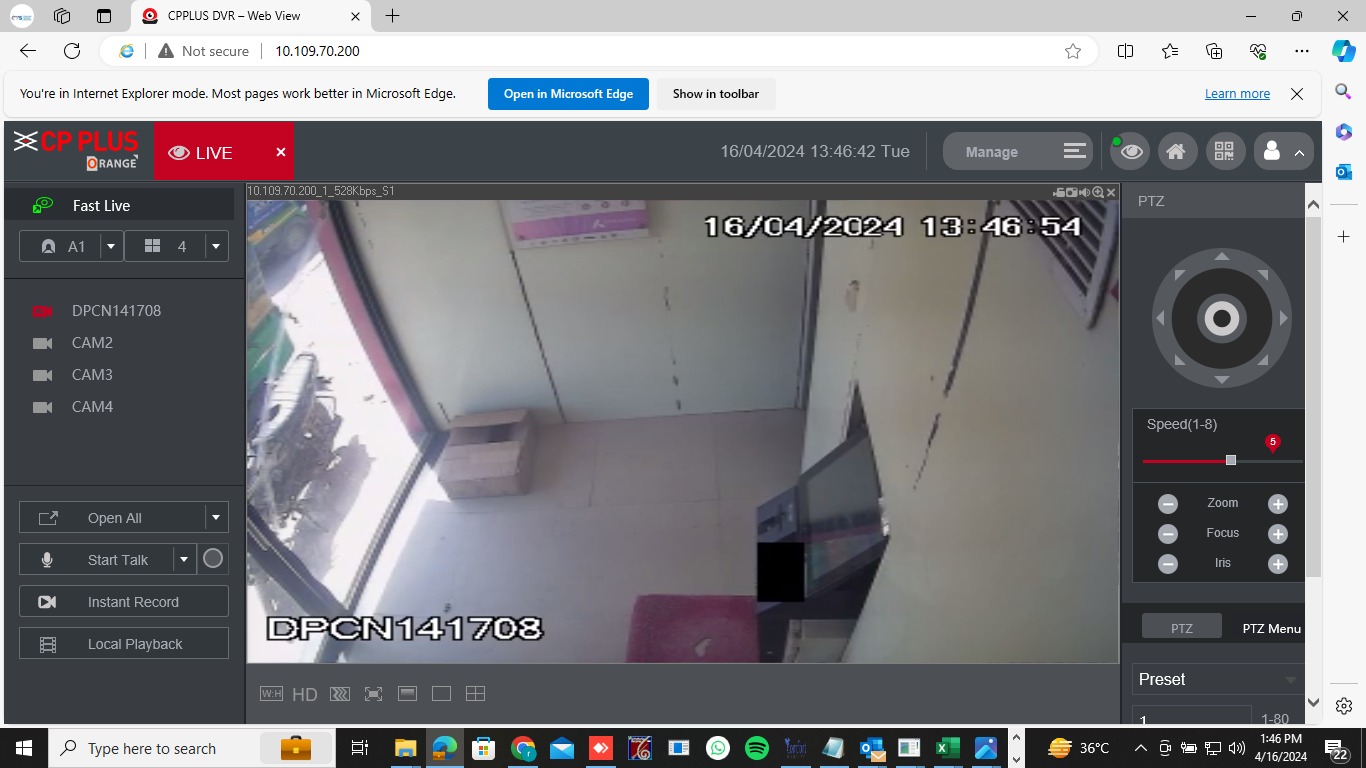 CPPLUS DVR – Web View
Not secure
10.109.70.200
You're in Internet Explorer mode. Most pages work better in Microsoft Edge.
Open in Microsoft Edge
Show in toolbar
Learn more
CP PLUS
ORANGE
LIVE
16/04/2024 13:46:42 Tue
Manage
Fast Live
10.109.70.200_1_528Kbps_S1
PTZ
16/04/2024 13:46:54
A1
4
DPCN141708
CAM2
CAM3
CAM4
Speed(1-8)
5
Zoom
Focus
Iris
Open All
Start Talk
Instant Record
Local Playback
DPCN141708
PTZ
PTZ Menu
Preset
1
1-80
W:H
HD
Type here to search
36°C
1:46 PM
4/16/2024
22